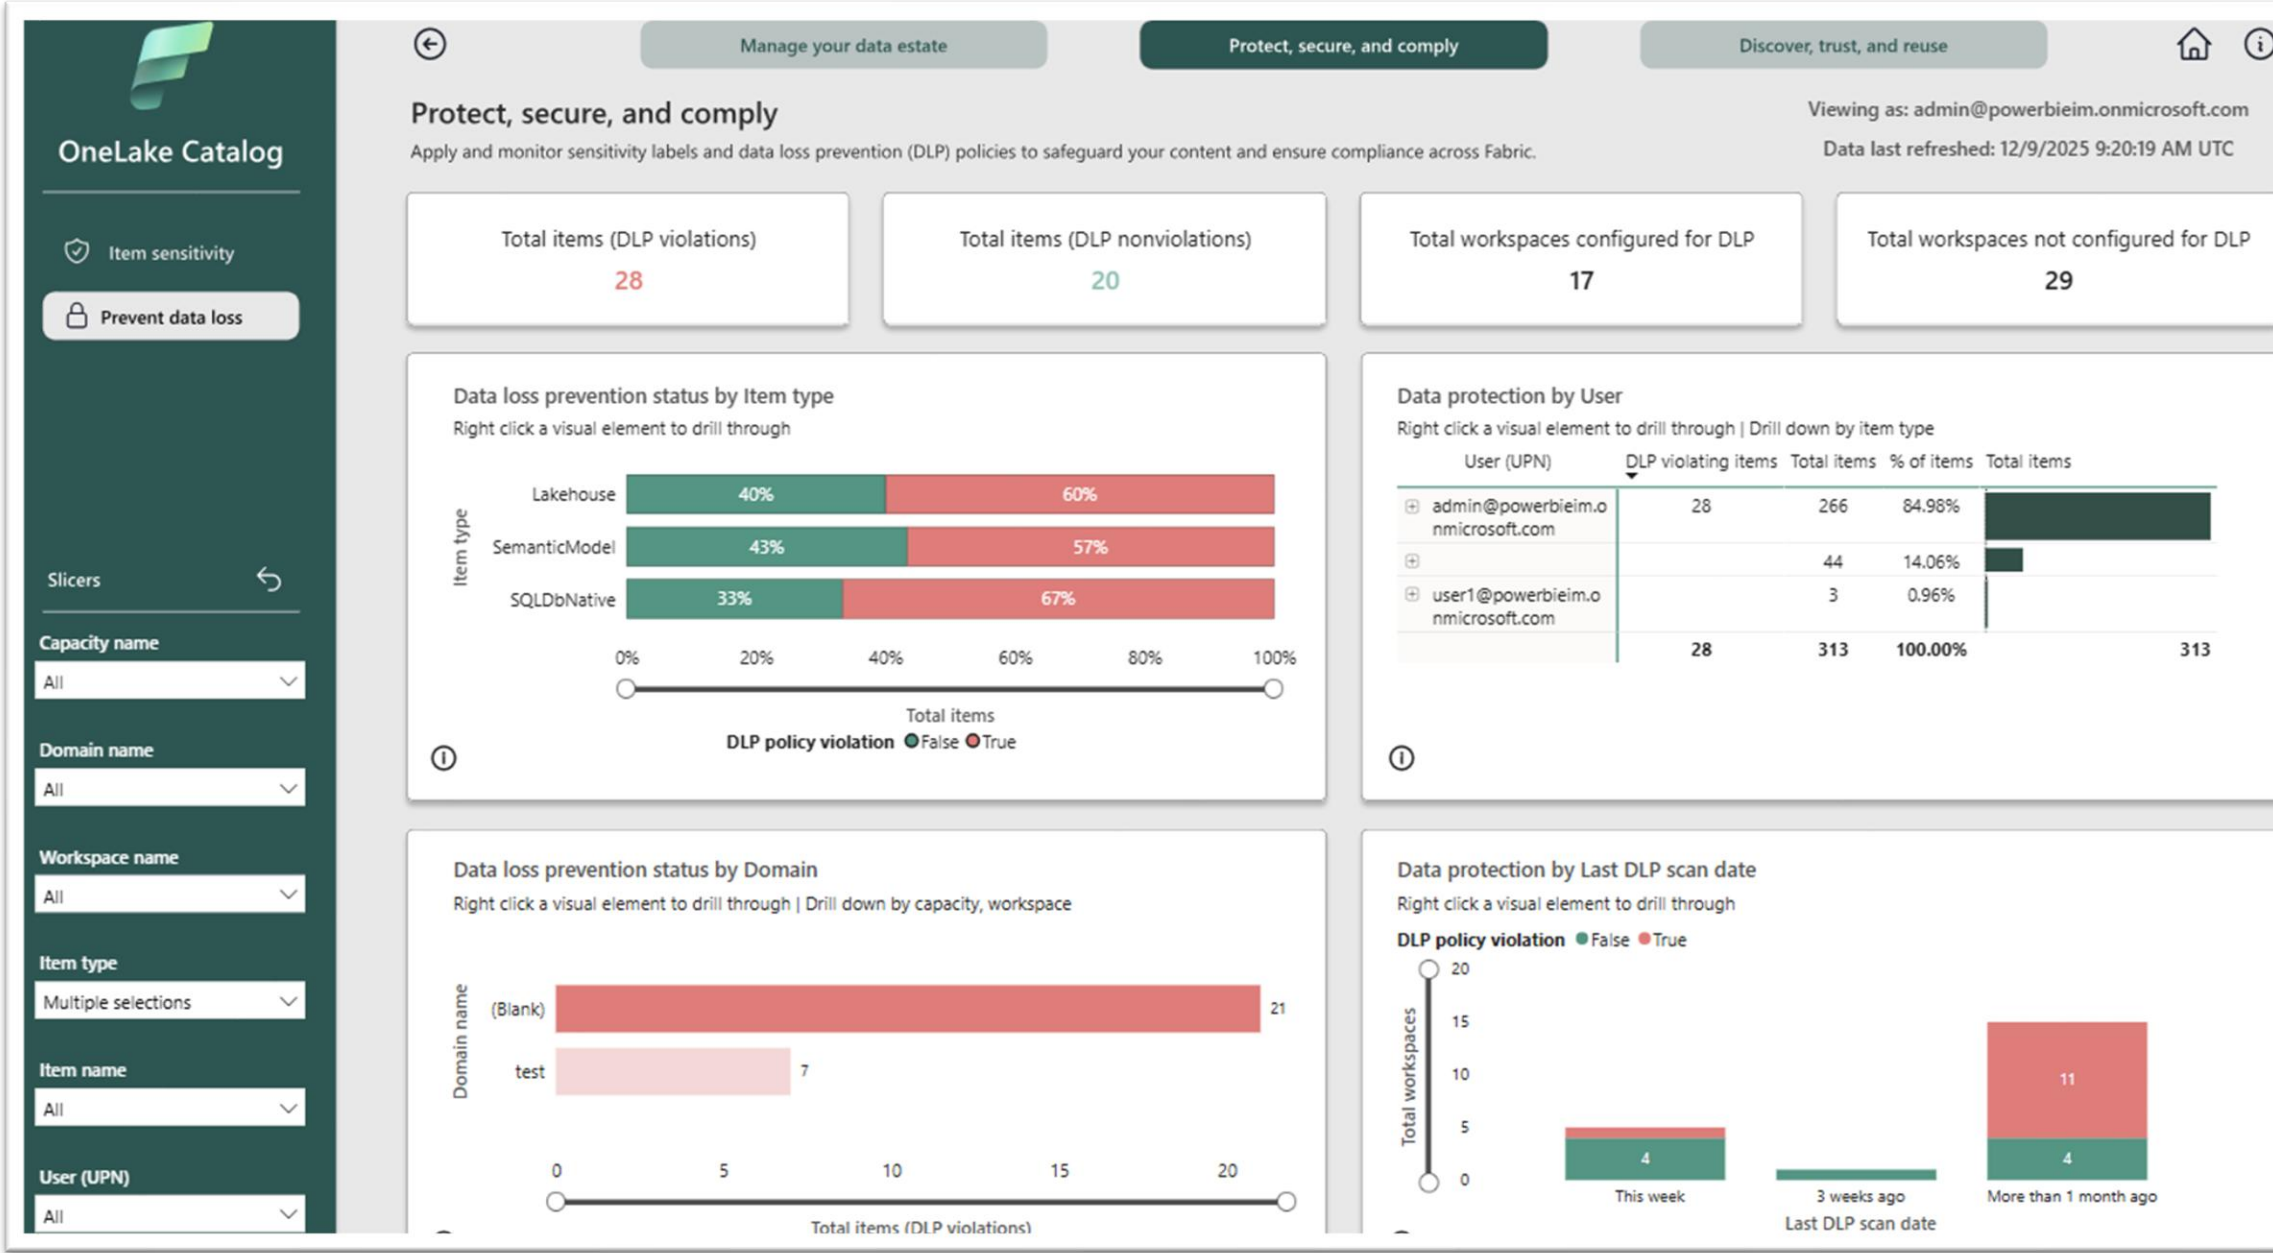 Manage your data estate
Protect, secure, and comply
Discover, trust, and reuse
OneLake Catalog
Item sensitivity
Prevent data loss
Slicers
Capacity name
All
Domain name
All
Workspace name
All
Item type
Multiple selections
Item name
All
User (UPN)
All
Protect, secure, and comply
Apply and monitor sensitivity labels and data loss prevention (DLP) policies to safeguard your content and ensure compliance across Fabric.
Viewing as: admin@powerbieim.onmicrosoft.com
Data last refreshed: 12/9/2025 9:20:19 AM UTC
Total items (DLP violations)
28
Total items (DLP nonviolations)
20
Total workspaces configured for DLP
17
Total workspaces not configured for DLP
29
Data loss prevention status by Item type
Right click a visual element to drill through
Item type
Lakehouse 40% 60%
SemanticModel 43% 57%
SQLDbNative 33% 67%
0% 20% 40% 60% 80% 100%
Total items
DLP policy violation False True
Data protection by User
Right click a visual element to drill through | Drill down by item type
User (UPN) DLP violating items Total items % of items Total items
admin@powerbieim.o 28 266 84.98%
nmicrosoft.com
44 14.06%
user1@powerbieim.o 3 0.96%
nmicrosoft.com
28 313 100.00% 313
Data loss prevention status by Domain
Right click a visual element to drill through | Drill down by capacity, workspace
Domain name
(Blank) 21
test 7
0 5 10 15 20
Total items (DLP violations)
Data protection by Last DLP scan date
Right click a visual element to drill through
DLP policy violation False True
Total workspaces
20
15
10 11
5
4 4
0
This week 3 weeks ago More than 1 month ago
Last DLP scan date